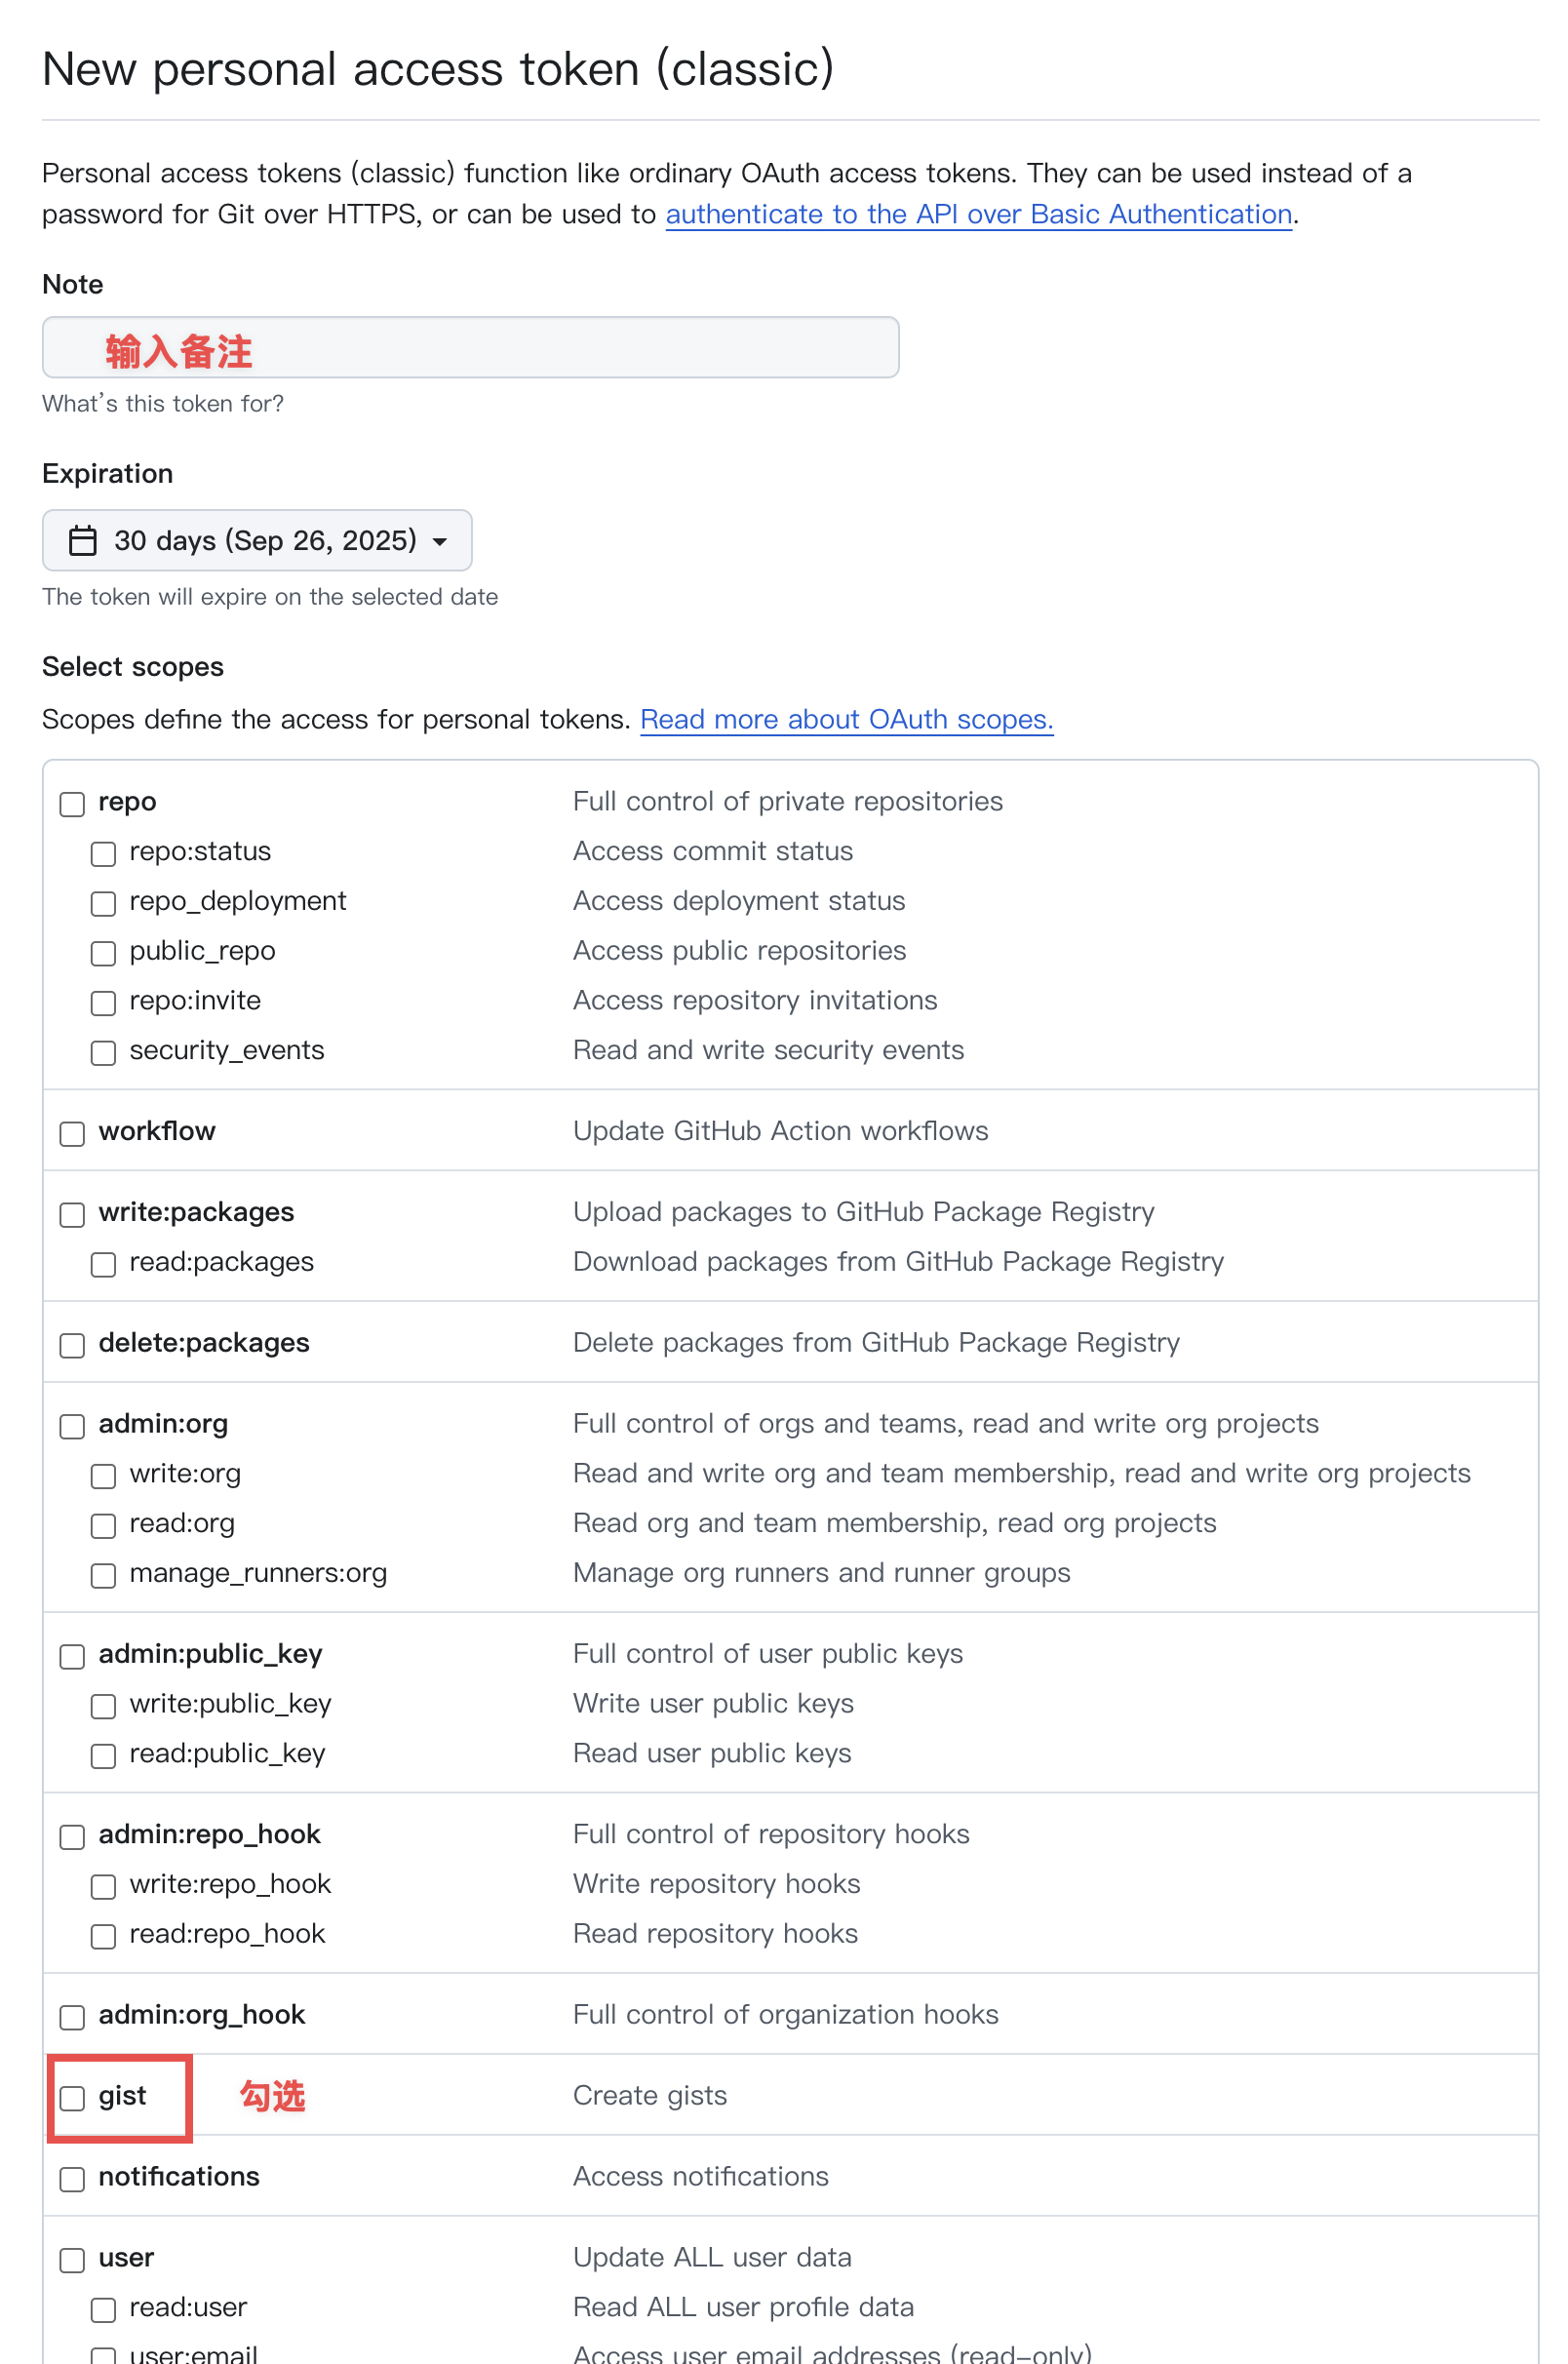 New personal access token (classic)
Personal access tokens (classic) function like ordinary OAuth access tokens. They can be used instead of a
password for Git over HTTPS, or can be used to authenticate to the API over Basic Authentication.
Note
输入备注
What's this token for?
Expiration
30 days (Sep 26, 2025)
The token will expire on the selected date
Select scopes
Scopes define the access for personal tokens. Read more about OAuth scopes.
repo Full control of private repositories
repo:status Access commit status
repo_deployment Access deployment status
public_repo Access public repositories
repo:invite Access repository invitations
security_events Read and write security events
workflow Update GitHub Action workflows
write:packages Upload packages to GitHub Package Registry
read:packages Download packages from GitHub Package Registry
delete:packages Delete packages from GitHub Package Registry
admin:org Full control of orgs and teams, read and write org projects
write:org Read and write org and team membership, read and write org projects
read:org Read org and team membership, read org projects
manage_runners:org Manage org runners and runner groups
admin:public_key Full control of user public keys
write:public_key Write user public keys
read:public_key Read user public keys
admin:repo_hook Full control of repository hooks
write:repo_hook Write repository hooks
read:repo_hook Read repository hooks
admin:org_hook Full control of organization hooks
gist 勾选 Create gists
notifications Access notifications
user Update ALL user data
read:user Read ALL user profile data
user:email Access user email addresses (read-only)